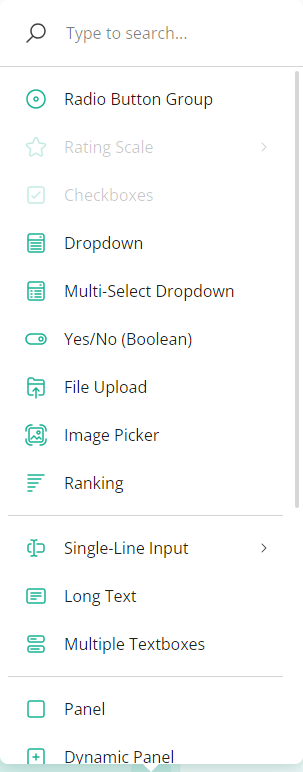 Type to search...
Radio Button Group
Rating Scale
Checkboxes
Dropdown
Multi-Select Dropdown
Yes/No (Boolean)
File Upload
Image Picker
Ranking
Single-Line Input
Long Text
Multiple Textboxes
Panel
Dynamic Panel